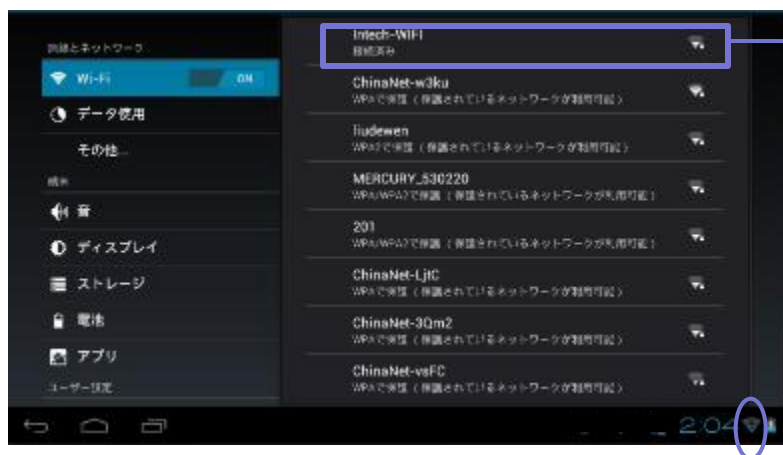 無線とネットワーク
Wi-Fi ON
データ使用
その他...
端末
音
ディスプレイ
ストレージ
電池
アプリ
ユーザー設定
Intech-WIFI
接続済み
ChinaNet-w3ku
WPAで保護（保護されているネットワークが利用可能）
liudewen
WPA2で保護（保護されているネットワークが利用可能）
MERCURY_530220
WPA/WPA2で保護（保護されているネットワークが利用可能）
201
WPA/WPA2で保護（保護されているネットワークが利用可能）
ChinaNet-LjtC
WPAで保護（保護されているネットワークが利用可能）
ChinaNet-3Qm2
WPAで保護（保護されているネットワークが利用可能）
ChinaNet-vsFC
WPAで保護（保護されているネットワークが利用可能）
2:04